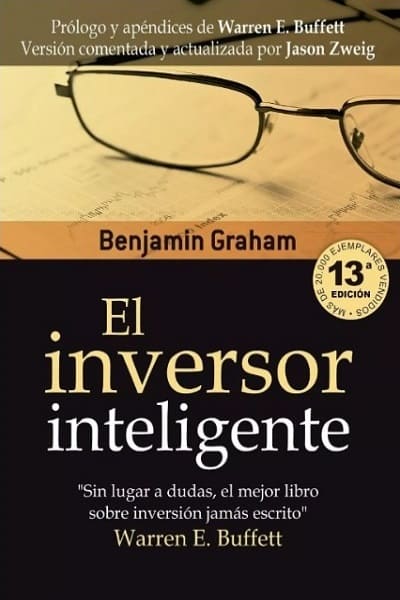 Prólogo y apéndices de Warren E. Buffett
Versión comentada y actualizada por Jason Zweig
Index
Benjamin Graham
MÁS DE 20.000 EJEMPLARES VENDIDOS
13ª
EDICIÓN
El
inversor
inteligente
"Sin lugar a dudas, el mejor libro
sobre inversión jamás escrito"
Warren E. Buffett